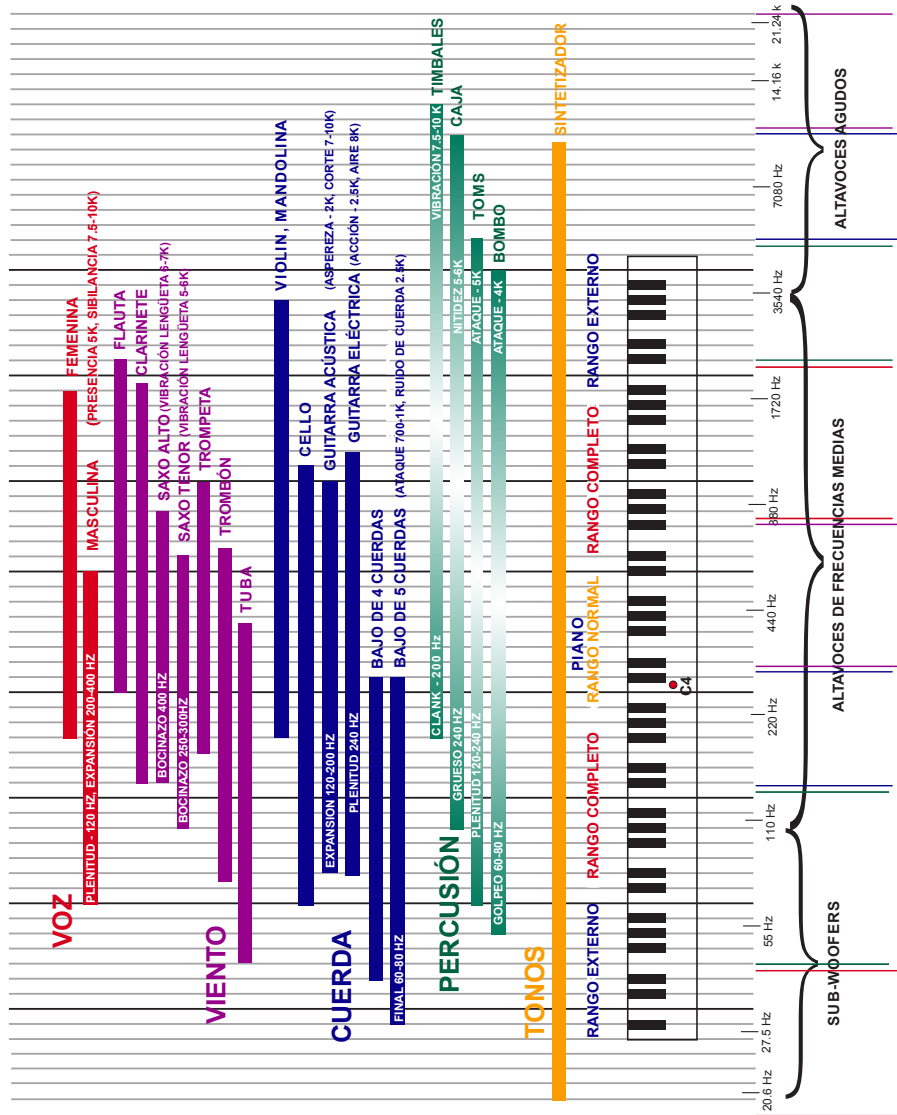 VOZ
FEMENINA
(PRESENCIA 5K, SIBILANCIA 7.5-10K)
MASCULINA
PLENITUD - 120 HZ, EXPANSIÓN 200-400 HZ
VIENTO
FLAUTA
CLARINETE
SAXO ALTO (VIBRACIÓN LENGÜETA 6-7K)
BOCINAZO 400 HZ
SAXO TENOR (VIBRACIÓN LENGÜETA 5-6K)
BOCINAZO 250-300HZ
TROMPETA
TROMBÓN
TUBA
CUERDA
VIOLIN, MANDOLINA
CELLO
GUITARRA ACÚSTICA (ASPEREZA - 2K, CORTE 7-10K)
EXPANSION 120-200 HZ
GUITARRA ELÉCTRICA (ACCIÓN - 2.5K, AIRE 8K)
PLENITUD 240 HZ
BAJO DE 4 CUERDAS
BAJO DE 5 CUERDAS (ATAQUE 700-1K, RUIDO DE CUERDA 2.5K)
FINAL 60-80 HZ
PERCUSIÓN
CLANK - 200 Hz VIBRACIÓN 7.5-10 K TIMBALES
GRUESO 240 HZ NITIDEZ 5-6K CAJA
PLENITUD 120-240 HZ ATAQUE - 5K TOMS
GOLPEO 60-80 HZ ATAQUE - 4K BOMBO
TONOS
SINTETIZADOR
PIANO
RANGO EXTERNO RANGO COMPLETO RANGO NORMAL RANGO COMPLETO RANGO EXTERNO
C4
20.6 Hz 27.5 Hz 55 Hz 110 Hz 220 Hz 440 Hz 880 Hz 1720 Hz 3540 Hz 7080 Hz 14.16 k 21.24 k
SUB-WOOFERS ALTAVOCES DE FRECUENCIAS MEDIAS ALTAVOCES AGUDOS